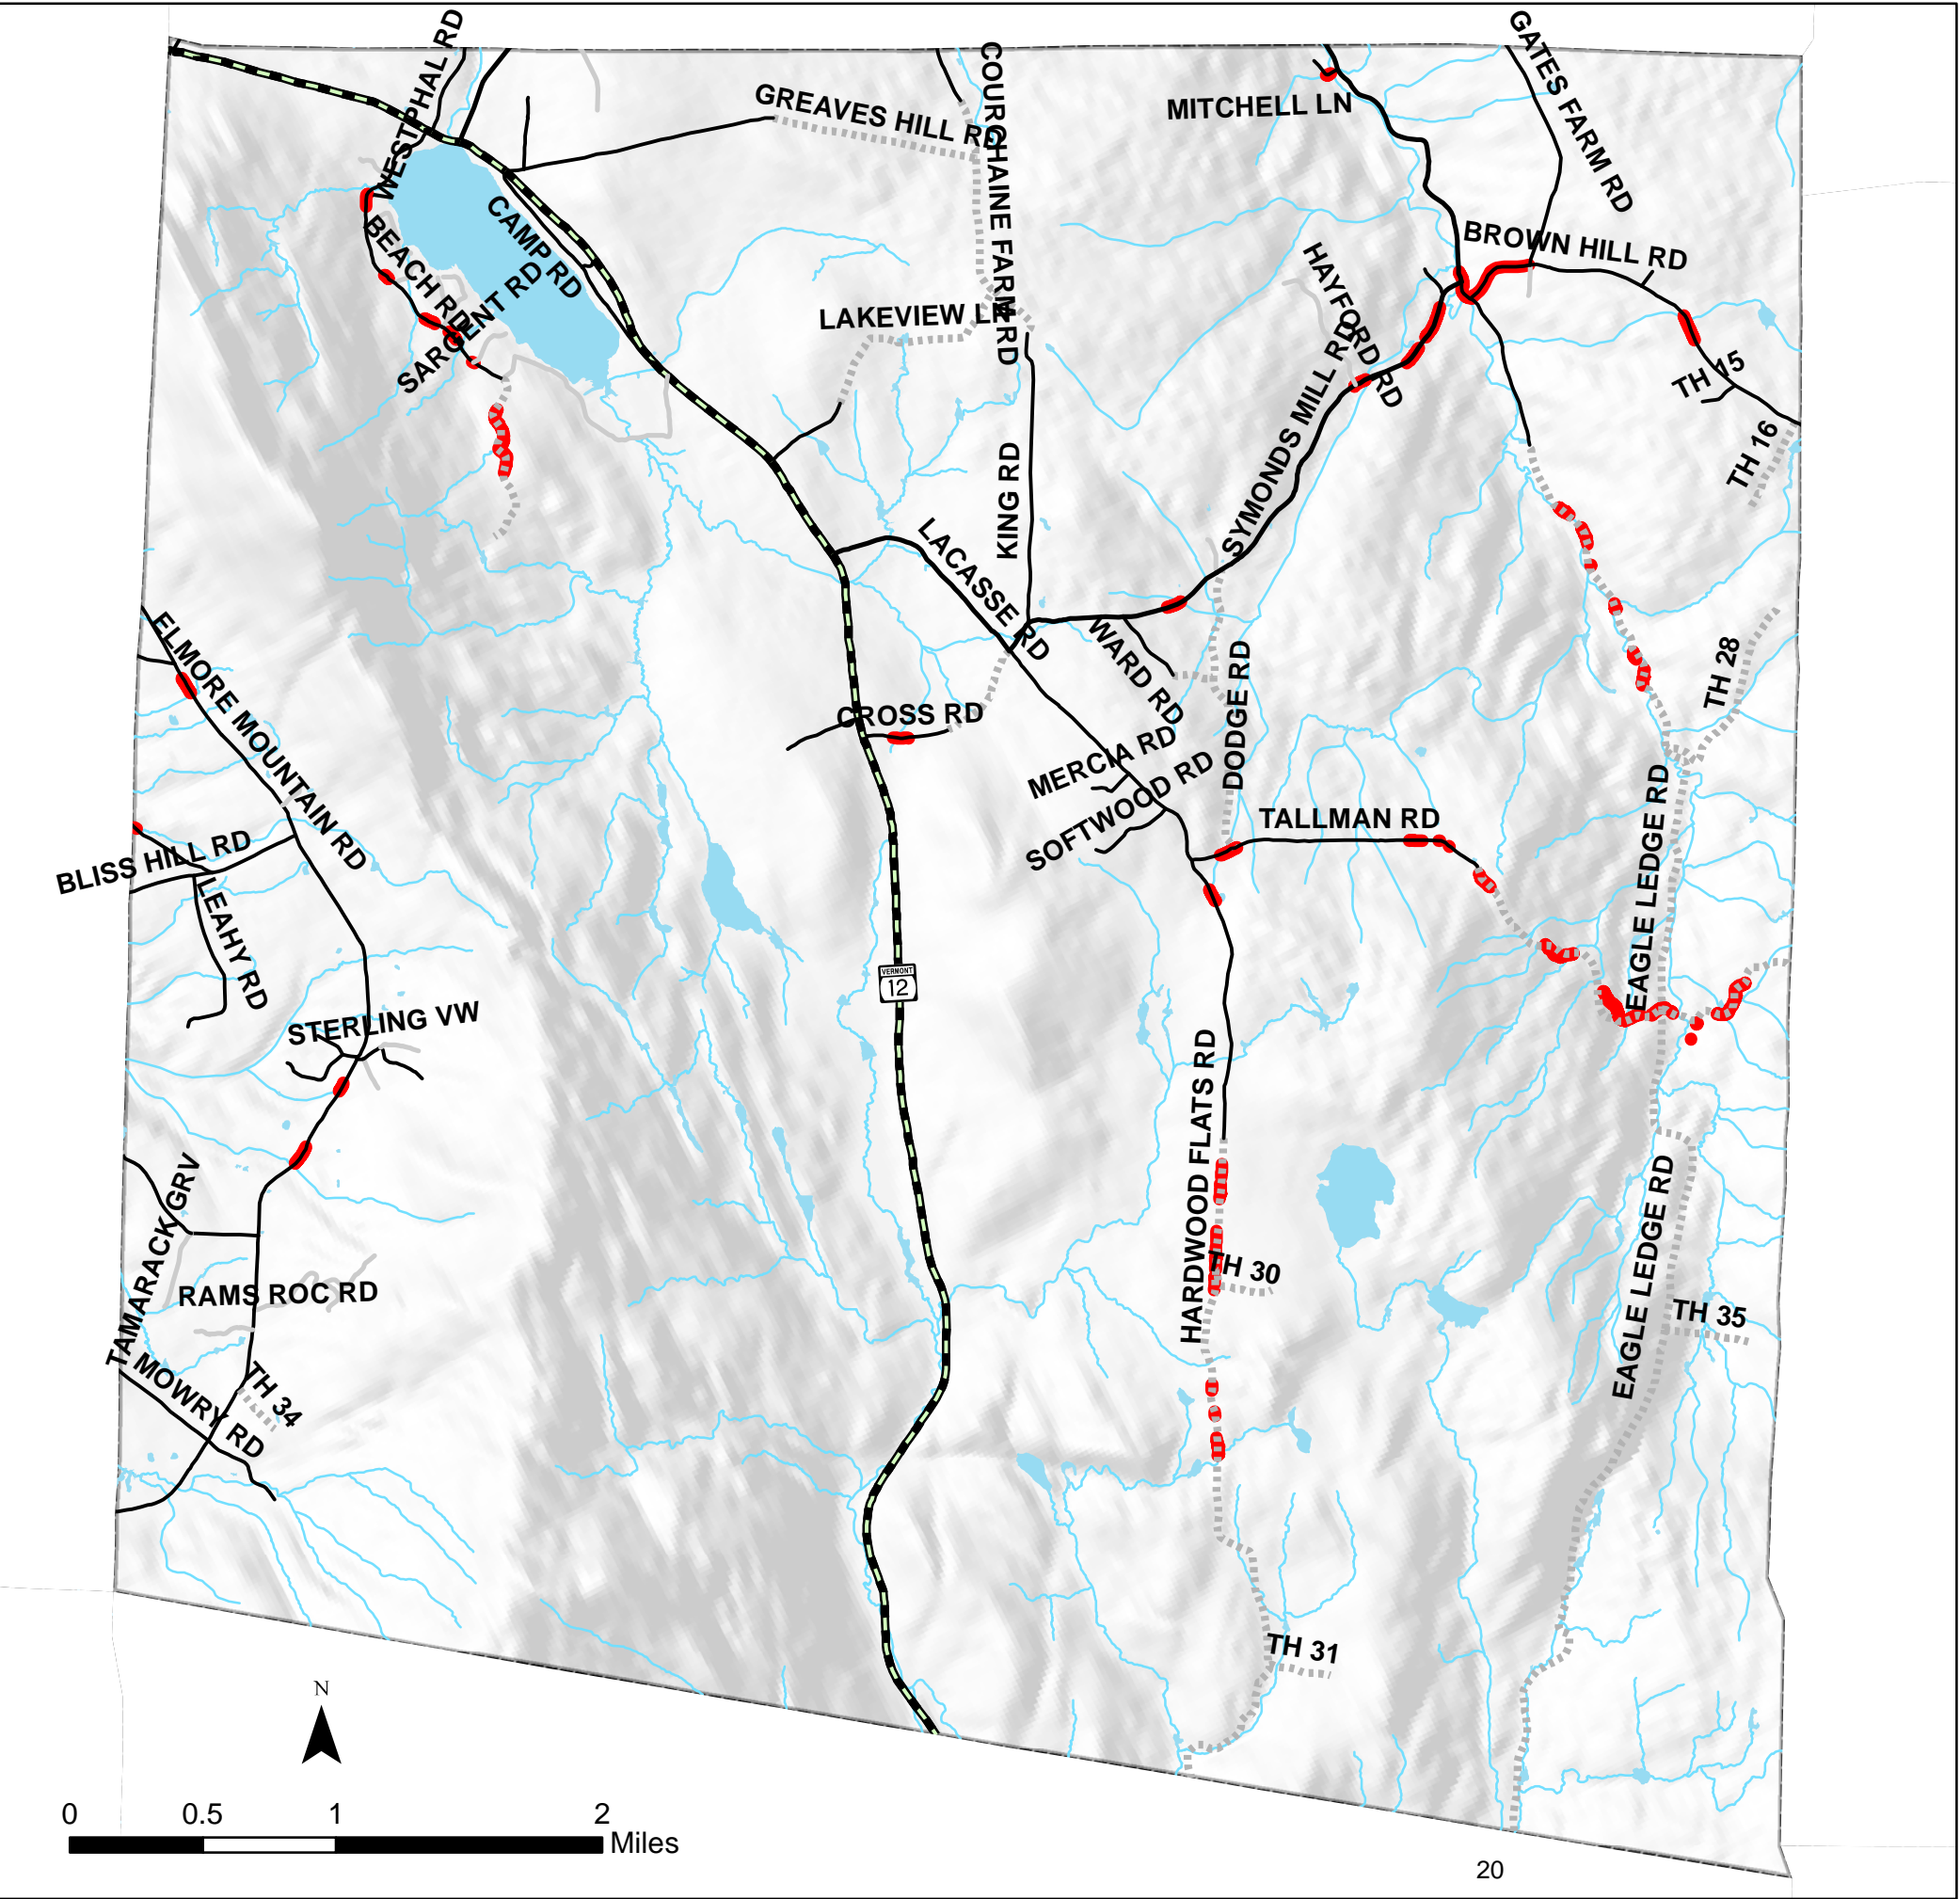 WESTPHAL RD
GREAVES HILL RD
COURCHAINE FARM RD
MITCHELL LN
GATES FARM RD
BROWN HILL RD
CAMP RD
BEACH RD
SARGENT RD
LAKEVIEW LN
HAYFORD RD
SYMONDS MILL RD
TH 15
TH 16
KING RD
LACASSE RD
ELMORE MOUNTAIN RD
WARD RD
DODGE RD
TH 28
CROSS RD
MERCIA RD
SOFTWOOD RD
TALLMAN RD
EAGLE LEDGE RD
BLISS HILL RD
LEAHY RD
VERMONT
12
STERLING VW
HARDWOOD FLATS RD
TAMARACK GRV
RAMS ROC RD
TH 30
EAGLE LEDGE RD
TH 35
TH 34
MOWRY RD
TH 31
N
0 0.5 1 2
Miles
20